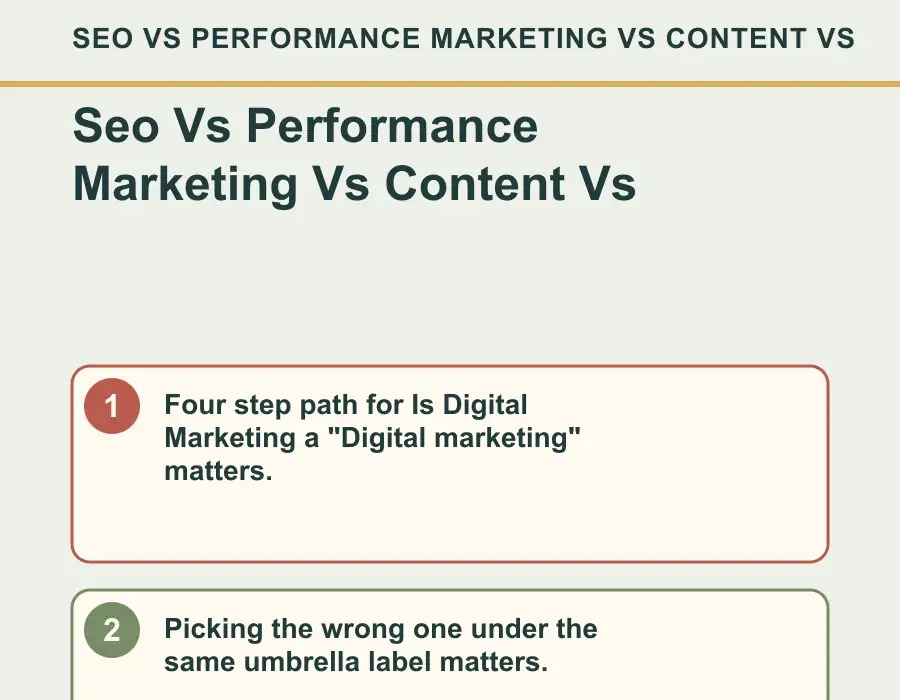 SEO VS PERFORMANCE MARKETING VS CONTENT VS
Seo Vs Performance
Marketing Vs Content Vs
1
Four step path for Is Digital
Marketing a "Digital marketing"
matters.
2
Picking the wrong one under the
same umbrella label matters.